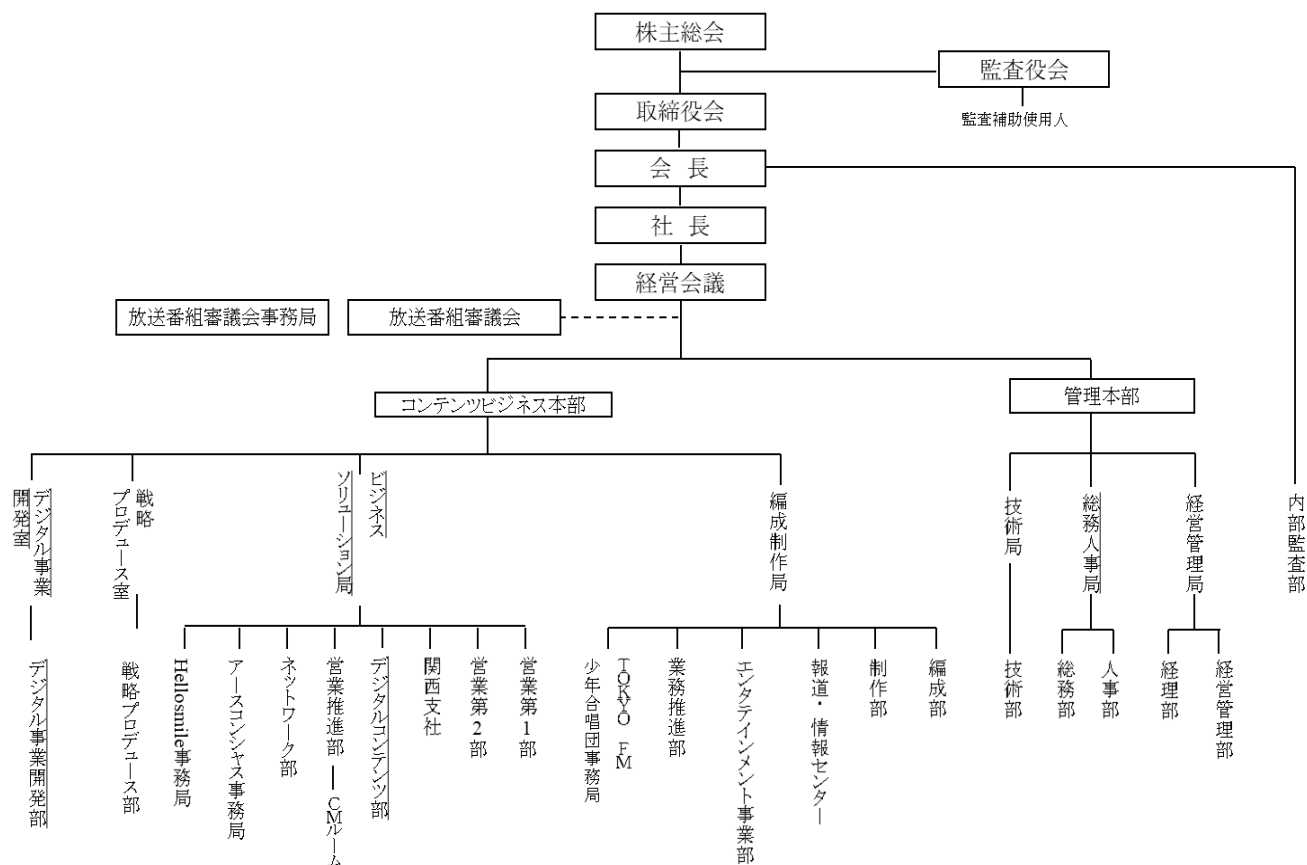 株主総会
監査役会
取締役会
監査補助使用人
会 長
社 長
経営会議
放送番組審議会事務局
放送番組審議会
コンテンツビジネス本部
管理本部
デジタル事業
開発室
戦略
プロデュース室
ビジネス
ソリューション局
編成制作局
技術局
総務人事局
経営管理局
内部監査部
デジタル事業開発部
戦略プロデュース部
Hellosmile事務局
アースコンシャス事務局
ネットワーク部
営業推進部
CMルーム
デジタルコンテンツ部
関西支社
営業第2部
営業第1部
TOKYO FM
少年合唱団事務局
業務推進部
エンタテインメント事業部
報道・情報センター
制作部
編成部
技術部
総務部
人事部
経理部
経営管理部